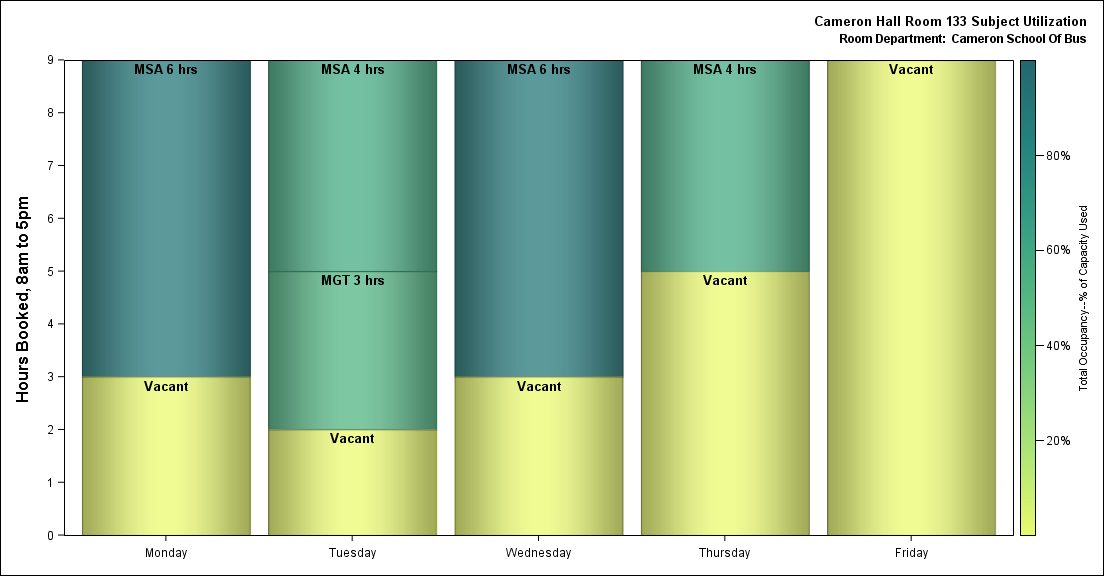 Cameron Hall Room 133 Subject Utilization
Room Department: Cameron School Of Bus
Hours Booked, 8am to 5pm
9
8
7
6
5
4
3
2
1
0
MSA 6 hrs
Vacant
MSA 4 hrs
MGT 3 hrs
Vacant
MSA 6 hrs
Vacant
MSA 4 hrs
Vacant
Vacant
Monday
Tuesday
Wednesday
Thursday
Friday
80%
60%
40%
20%
Total Occupancy--% of Capacity Used